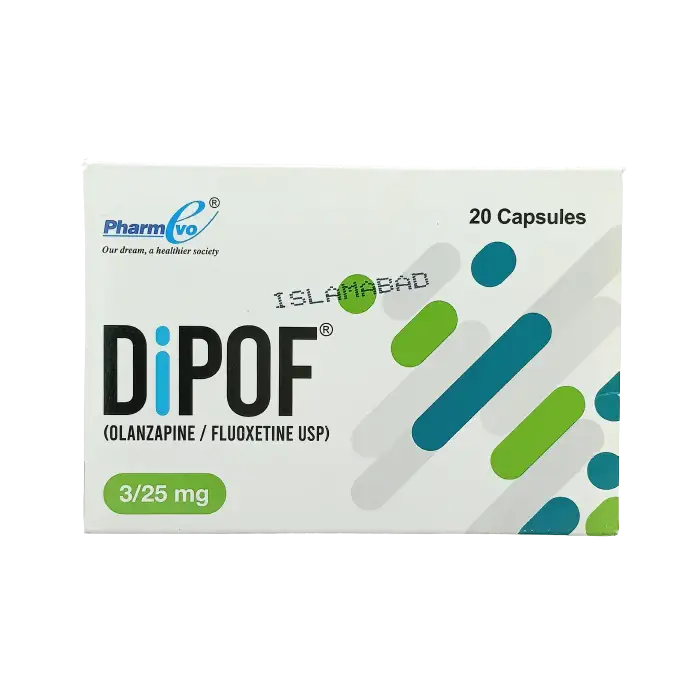 Pharmevo®
Our dream, a healthier society
20 Capsules
ISLAMABAD
DiPOF®
(OLANZAPINE / FLUOXETINE USP)
3/25 mg